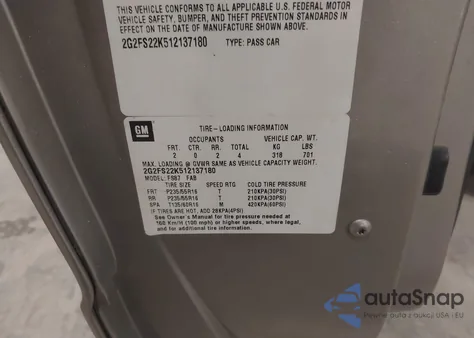 THIS VEHICLE CONFORMS TO ALL APPLICABLE U.S. FEDERAL MOTOR
VEHICLE SAFETY, BUMPER, AND THEFT PREVENTION STANDARDS IN
EFFECT ON THE DATE OF MANUFACTURE SHOWN ABOVE.
2G2FS22K512137180 TYPE: PASS CAR
GM
TIRE-LOADING INFORMATION
OCCUPANTS VEHICLE CAP. WT.
FRT. CTR. RR. TOTAL KG LBS
2 0 2 4 318 701
MAX. LOADING @ GVWR SAME AS VEHICLE CAPACITY WEIGHT.
2G2FS22K512137180
MODEL: FS87 FAB
TIRE SIZE SPEED RTG COLD TIRE PRESSURE
FRT P235/55R16 T 210KPA(30PSI)
RR P235/55R16 T 210KPA(30PSI)
SPA M 420KPA(60PSI)
IF TIRES ARE HOT, ADD 28KPA(4PSI)
See Owner's Manual for tire pressure needed at
160 Km/H (100 mph) or higher speeds, where legal,
and for additional information.
autoSnap